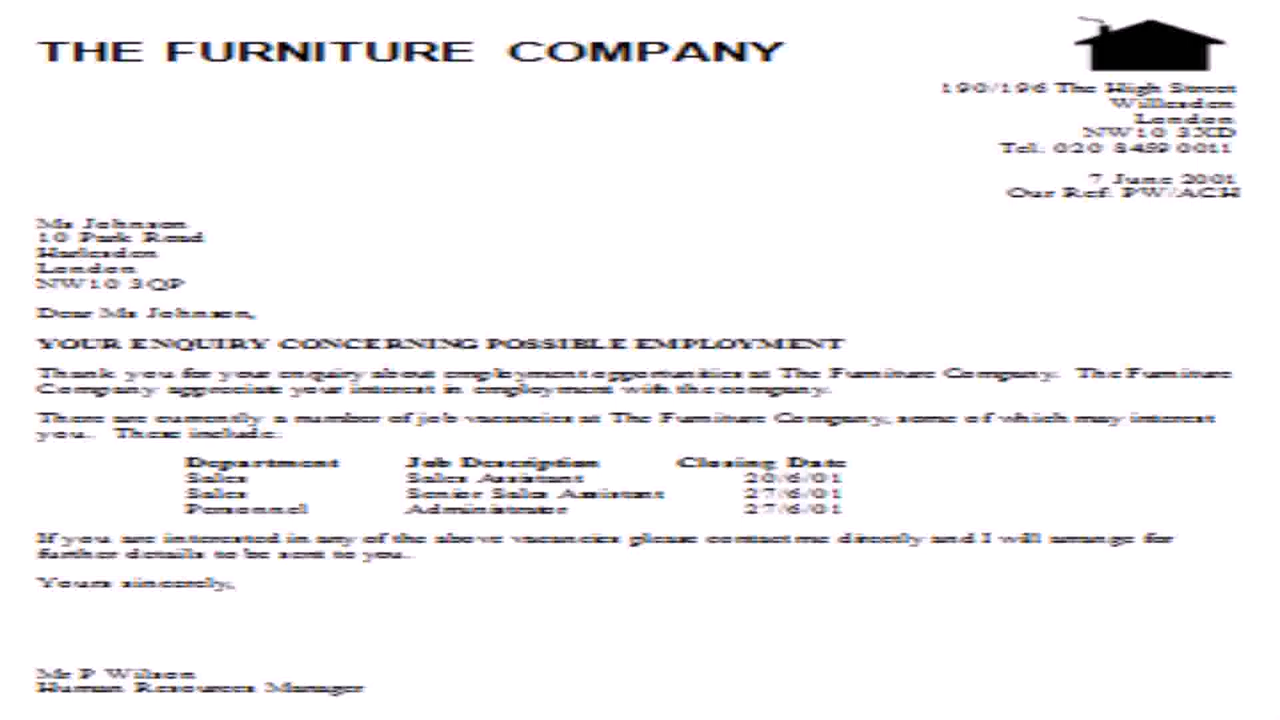 THE FURNITURE COMPANY
190/196 The High Street
Willesden
London
NW10 3XD
Tel: 020 8459 0011
7 June 2001
Our Ref: PW/ACH
Ms Johnson
10 Park Road
Harlesden
London
NW10 3QP
Dear Ms Johnson,
YOUR ENQUIRY CONCERNING POSSIBLE EMPLOYMENT
Thank you for your enquiry about employment opportunities at The Furniture Company. The Furniture
Company appreciate your interest in employment with the company.
There are currently a number of job vacancies at The Furniture Company, some of which may interest
you. These include:
Department Job Description Closing Date
Sales Sales Assistant 20/6/01
Sales Senior Sales Assistant 27/6/01
Personnel Administrator 27/6/01
If you are interested in any of the above vacancies please contact me directly and I will arrange for
further details to be sent to you.
Yours sincerely,
Mr P Wilson
Human Resources Manager